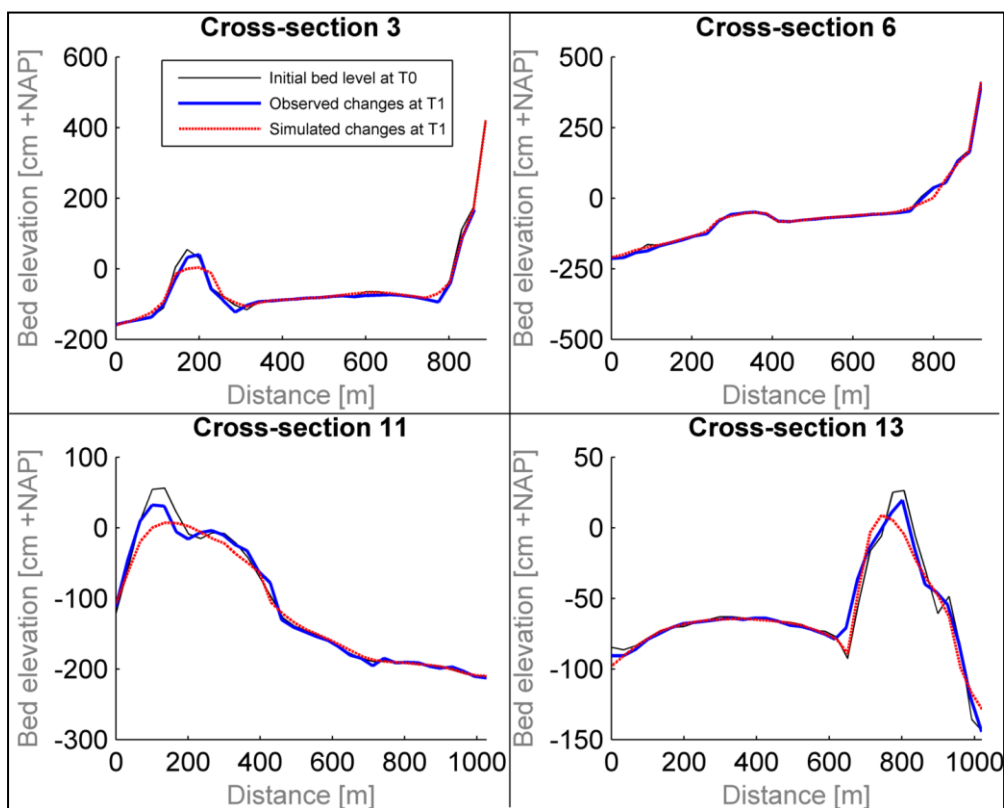 Cross-section 3
Bed elevation [cm +NAP]
600
400
200
0
-200
Initial bed level at T0
Observed changes at T1
Simulated changes at T1
0 200 400 600 800
Distance [m]
Cross-section 6
Bed elevation [cm +NAP]
500
250
0
-250
-500
0 200 400 600 800
Distance [m]
Cross-section 11
Bed elevation [cm +NAP]
100
0
-100
-200
-300
0 200 400 600 800 1000
Distance [m]
Cross-section 13
Bed elevation [cm +NAP]
50
0
-50
-100
-150
0 200 400 600 800 1000
Distance [m]